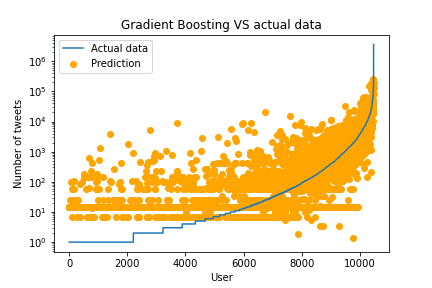 Gradient Boosting VS actual data
Actual data
Prediction
Number of tweets
10⁶
10⁵
10⁴
10³
10²
10¹
10⁰
0 2000 4000 6000 8000 10000
User